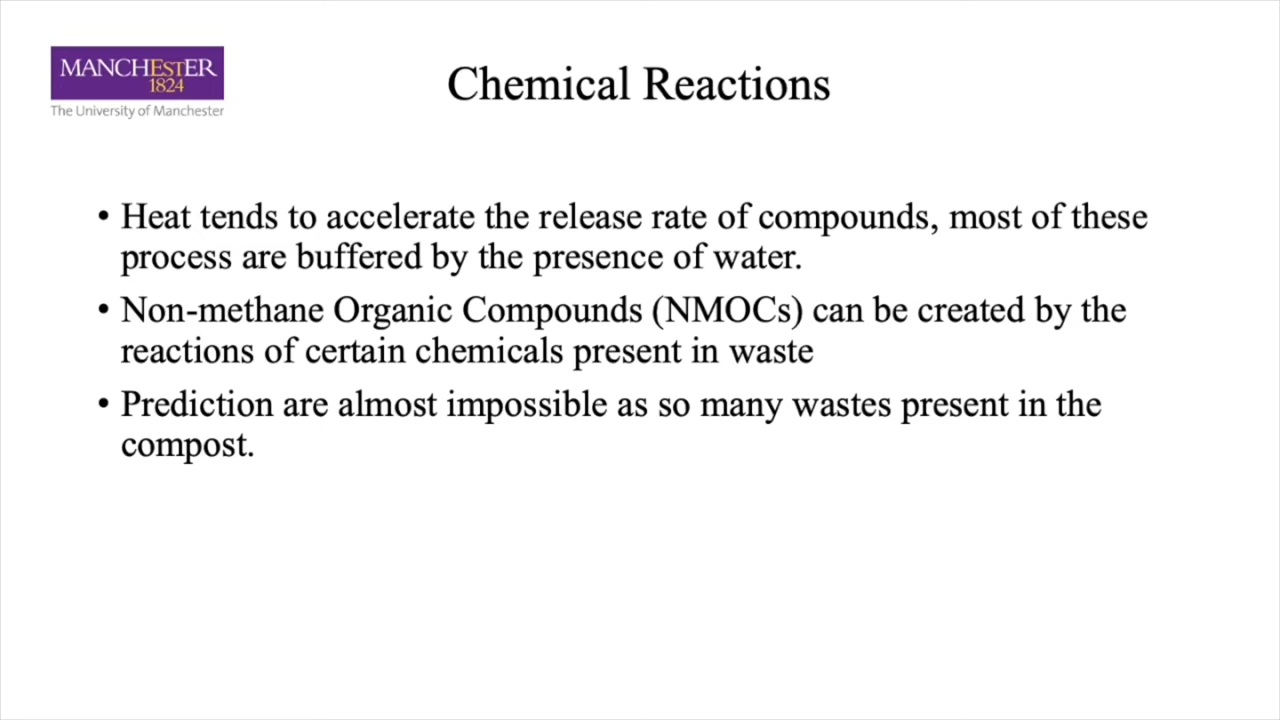 MANCHESTER
1824
The University of Manchester
Chemical Reactions
• Heat tends to accelerate the release rate of compounds, most of these
process are buffered by the presence of water.
• Non-methane Organic Compounds (NMOCs) can be created by the
reactions of certain chemicals present in waste
• Prediction are almost impossible as so many wastes present in the
compost.